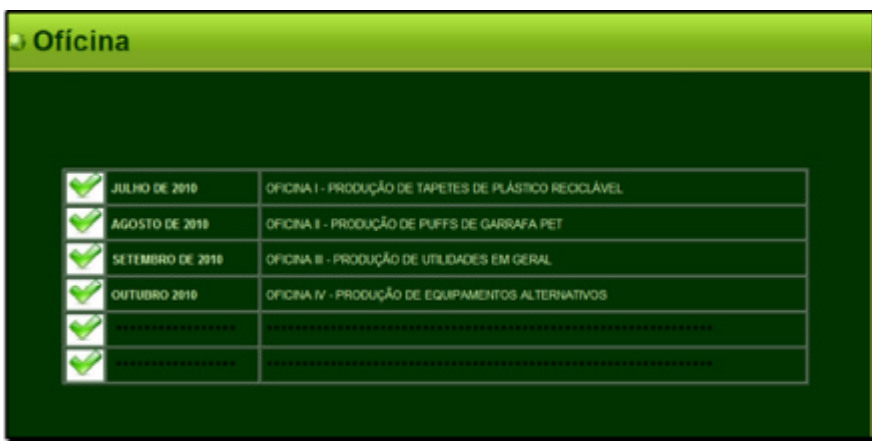 Ofícina
JULHO DE 2010 OFICINA I - PRODUÇÃO DE TAPETES DE PLÁSTICO RECICLÁVEL
AGOSTO DE 2010 OFICINA II - PRODUÇÃO DE PUFFS DE GARRAFA PET
SETEMBRO DE 2010 OFICINA III - PRODUÇÃO DE UTILIDADES EM GERAL
OUTUBRO 2010 OFICINA IV - PRODUÇÃO DE EQUIPAMENTOS ALTERNATIVOS